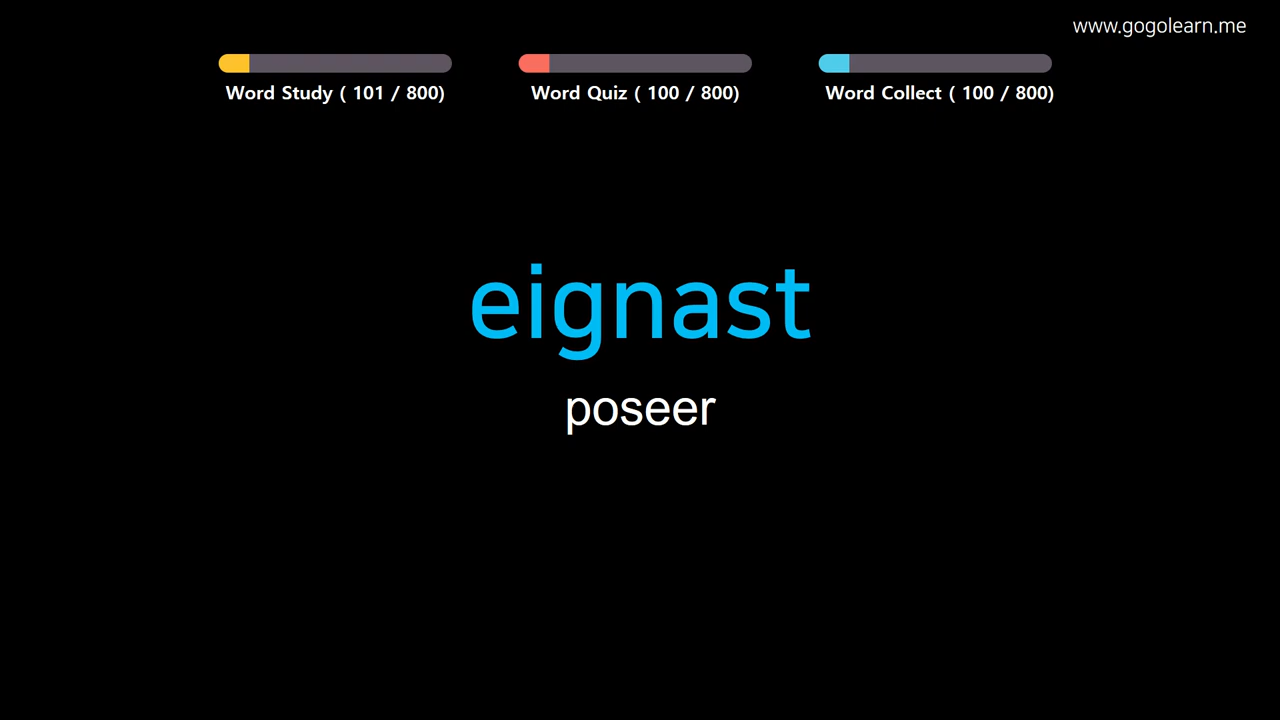 www.gogolearn.me
Word Study ( 101 / 800)
Word Quiz ( 100 / 800)
Word Collect ( 100 / 800)
eignast
poseer